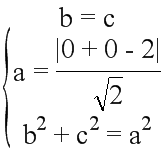 b = c
a = |0 + 0 - 2| / √2
b² + c² = a²